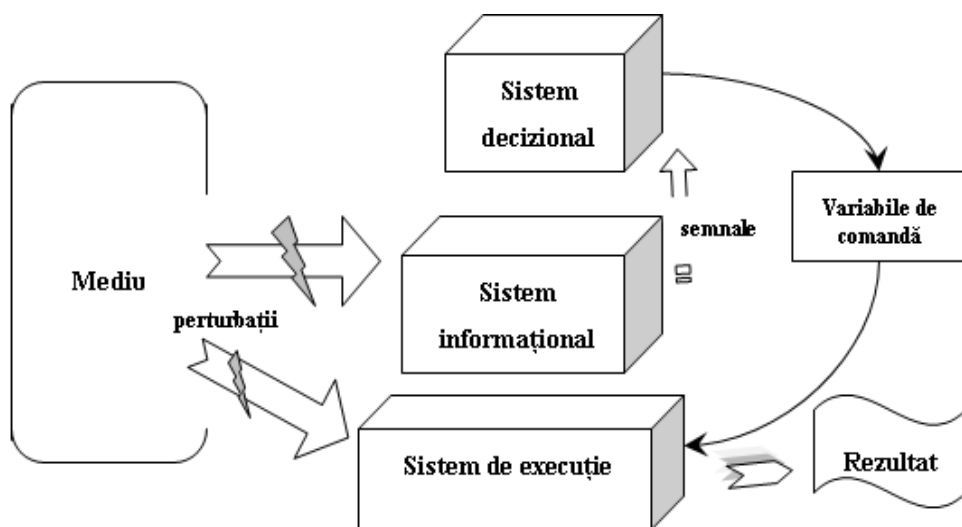 Sistem
decizional
Variabile de
comandă
semnale
Mediu
perturbații
Sistem
informațional
Sistem de execuție
Rezultat